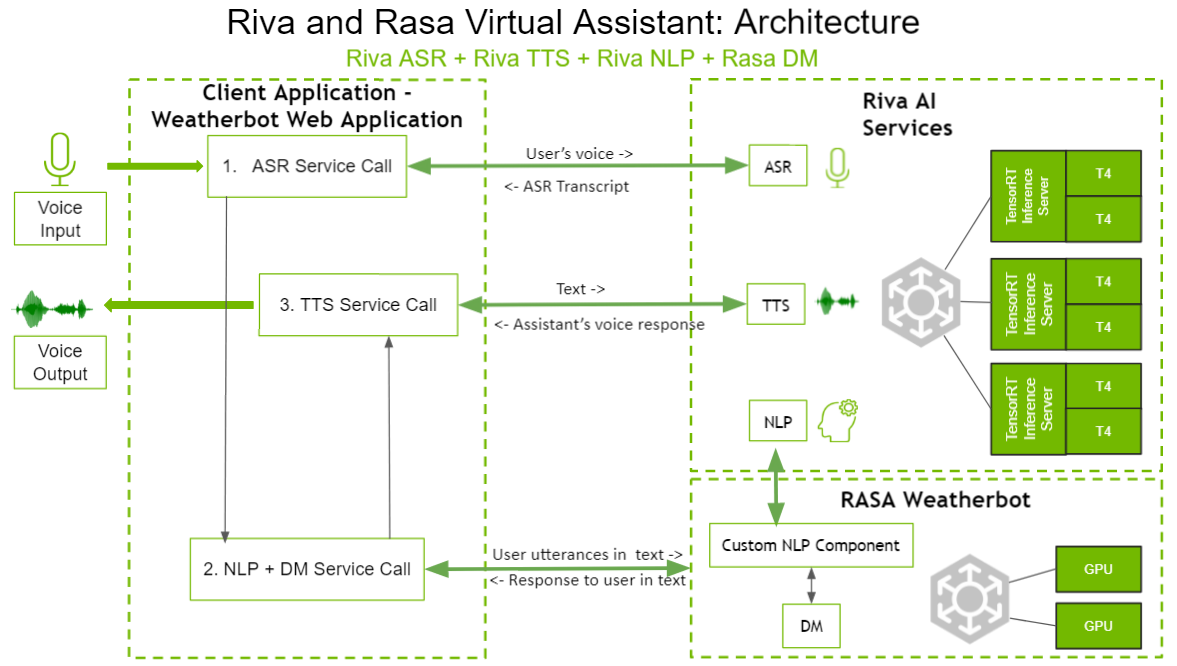 Riva and Rasa Virtual Assistant: Architecture
Riva ASR + Riva TTS + Riva NLP + Rasa DM
Client Application -
Weatherbot Web Application
Riva AI
Services
1. ASR Service Call
User's voice ->
<- ASR Transcript
ASR
Voice
Input
TensorRT
Inference
Server
T4
T4
3. TTS Service Call
Text ->
<- Assistant's voice response
TTS
Voice
Output
TensorRT
Inference
Server
T4
T4
NLP
TensorRT
Inference
Server
T4
T4
RASA Weatherbot
2. NLP + DM Service Call
User utterances in text ->
<- Response to user in text
Custom NLP Component
DM
GPU
GPU